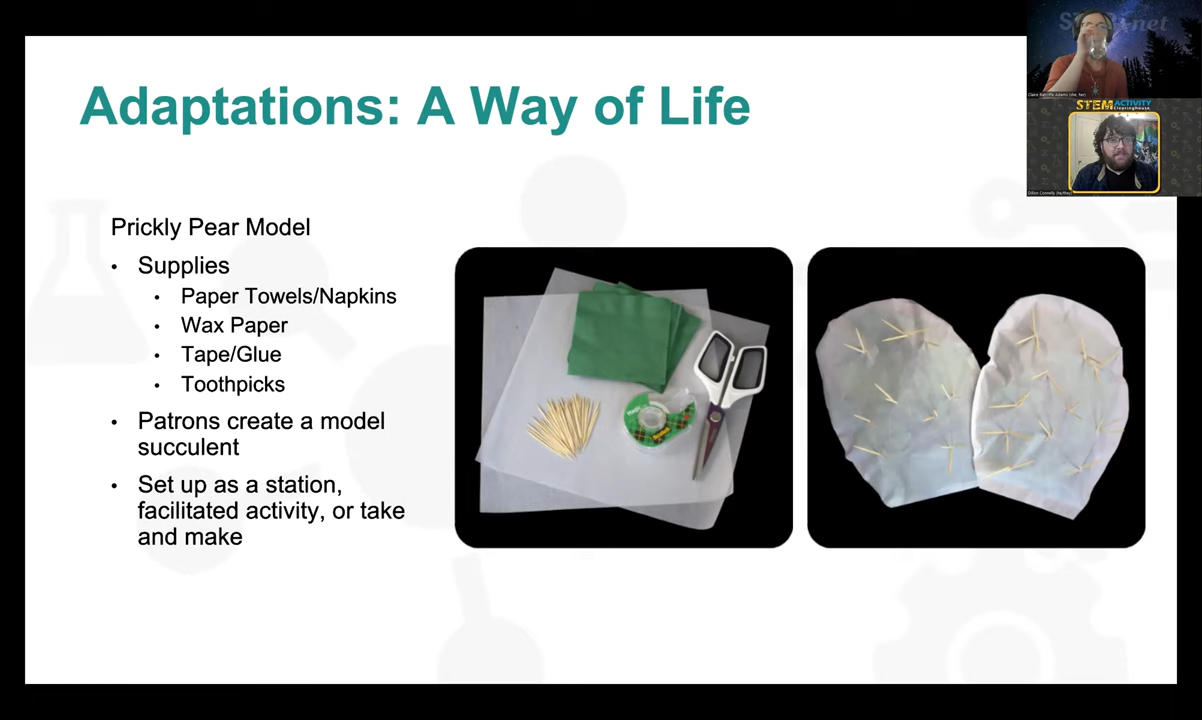 Adaptations: A Way of Life
Prickly Pear Model
• Supplies
• Paper Towels/Napkins
• Wax Paper
• Tape/Glue
• Toothpicks
• Patrons create a model
succulent
• Set up as a station,
facilitated activity, or take
and make
STEM ACTIVITY
Clearinghouse